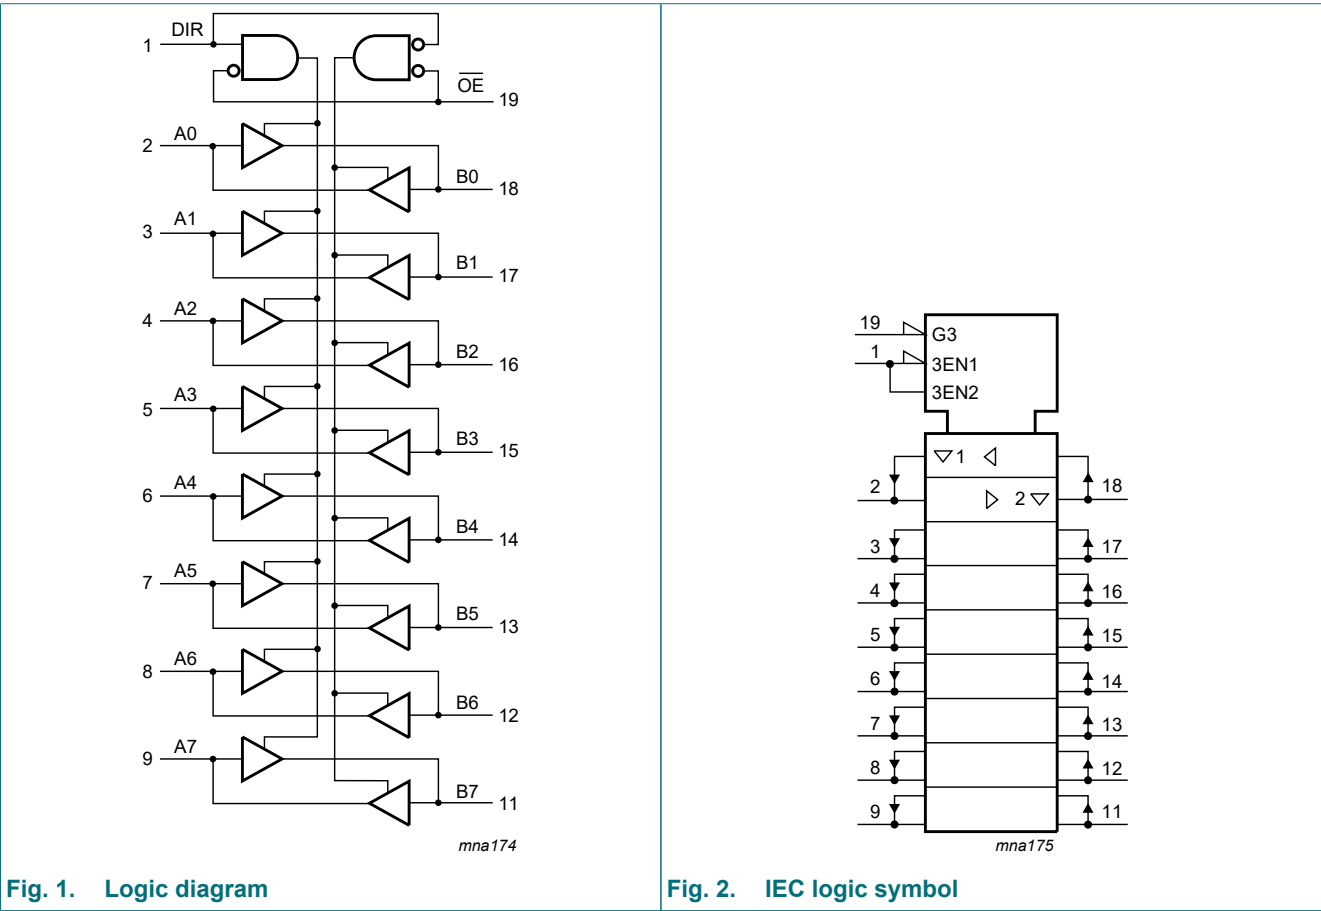 1 DIR
OE
19
2 A0
B0 18
3 A1
B1 17
4 A2
B2 16
5 A3
B3 15
6 A4
B4 14
7 A5
B5 13
8 A6
B6 12
9 A7
B7 11
mna174
Fig. 1. Logic diagram
19 G3
1 3EN1
3EN2
1
2 2 18
3 17
4 16
5 15
6 14
7 13
8 12
9 11
mna175
Fig. 2. IEC logic symbol